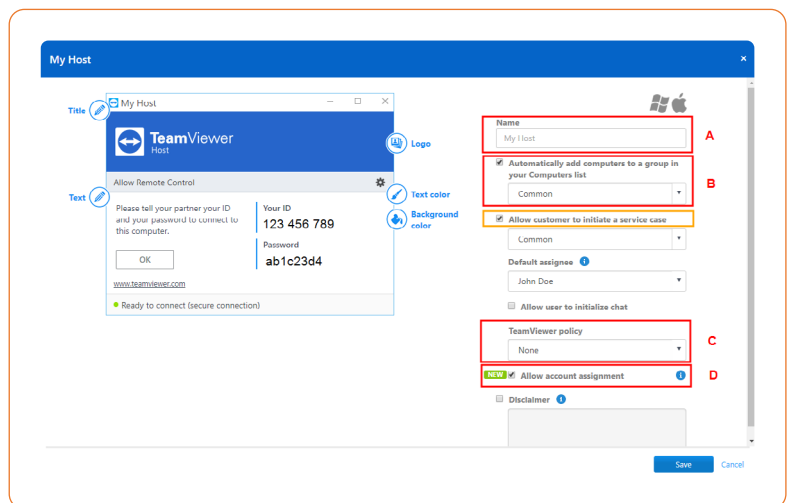 My Host
×
Title
My Host
TeamViewer
Host
Logo
Allow Remote Control
Text
Please tell your partner your ID
and your password to connect to
this computer.
OK
www.teamviewer.com
Ready to connect (secure connection)
Your ID
123 456 789
Password
ab1c23d4
Text color
Background
color
Name
My Host
A
Automatically add computers to a group in
your Computers list
Common
B
Allow customer to initiate a service case
Common
Default assignee
John Doe
Allow user to initialize chat
TeamViewer policy
None
C
NEW Allow account assignment
D
Disclaimer
Save Cancel